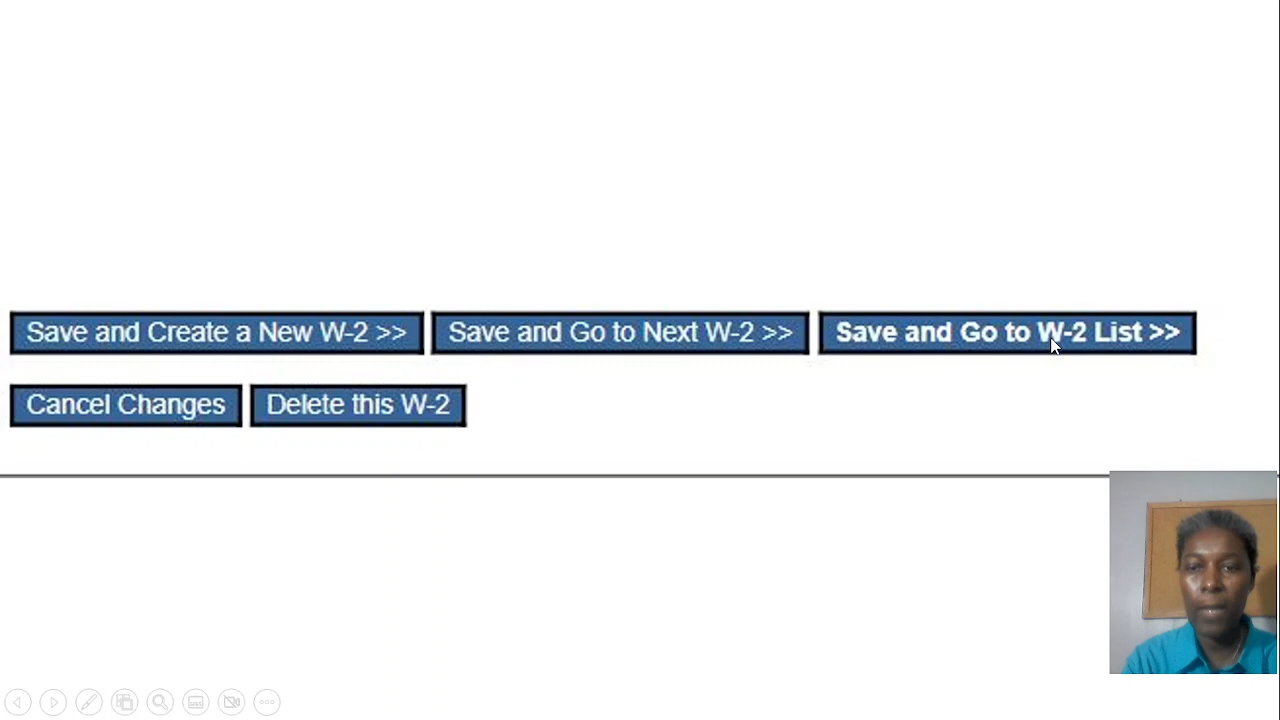 Save and Create a New W-2 >> Save and Go to Next W-2 >> Save and Go to W-2 List >>
Cancel Changes Delete this W-2